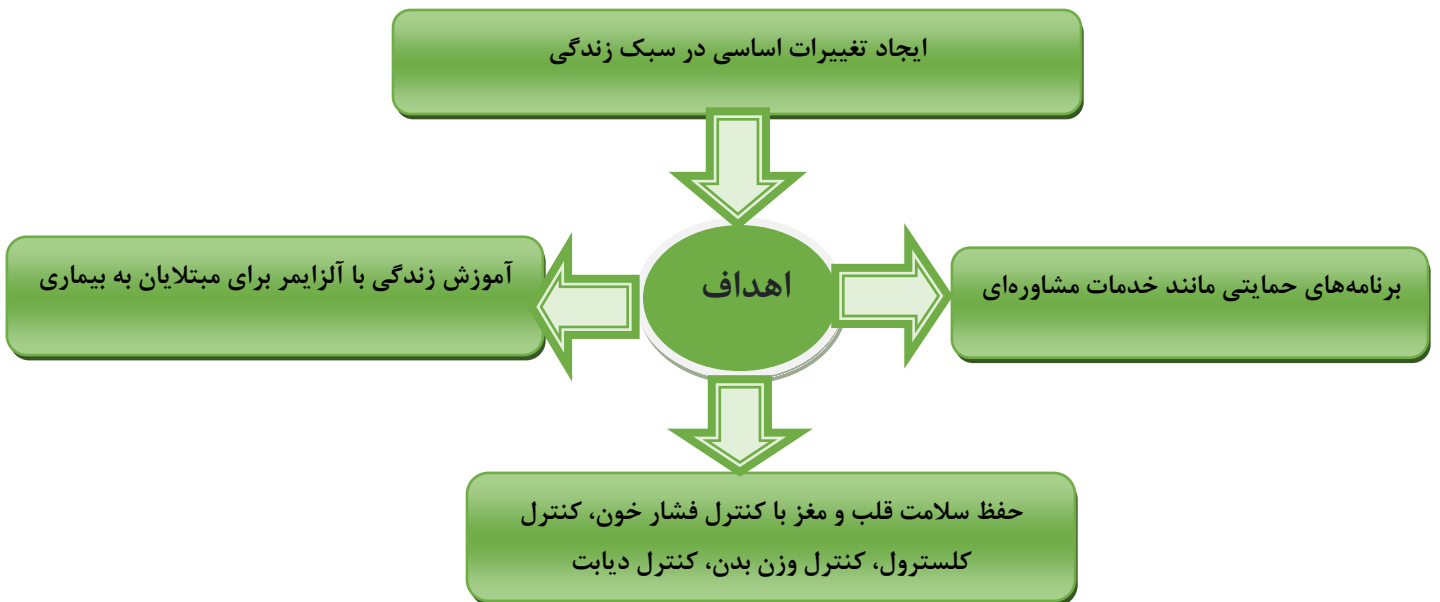 ایجاد تغییرات اساسی در سبک زندگی
برنامه‌های حمایتی مانند خدمات مشاوره‌ای
اهداف
آموزش زندگی با آلزایمر برای مبتلایان به بیماری
حفظ سلامت قلب و مغز با کنترل فشار خون، کنترل
کلسترول، کنترل وزن بدن، کنترل دیابت